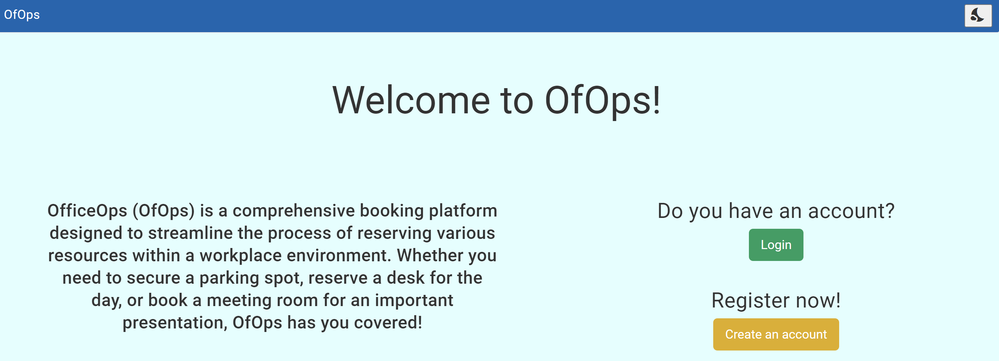 OfOps
Welcome to OfOps!
OfficeOps (OfOps) is a comprehensive booking platform
designed to streamline the process of reserving various
resources within a workplace environment. Whether you
need to secure a parking spot, reserve a desk for the
day, or book a meeting room for an important
presentation, OfOps has you covered!
Do you have an account?
Login
Register now!
Create an account